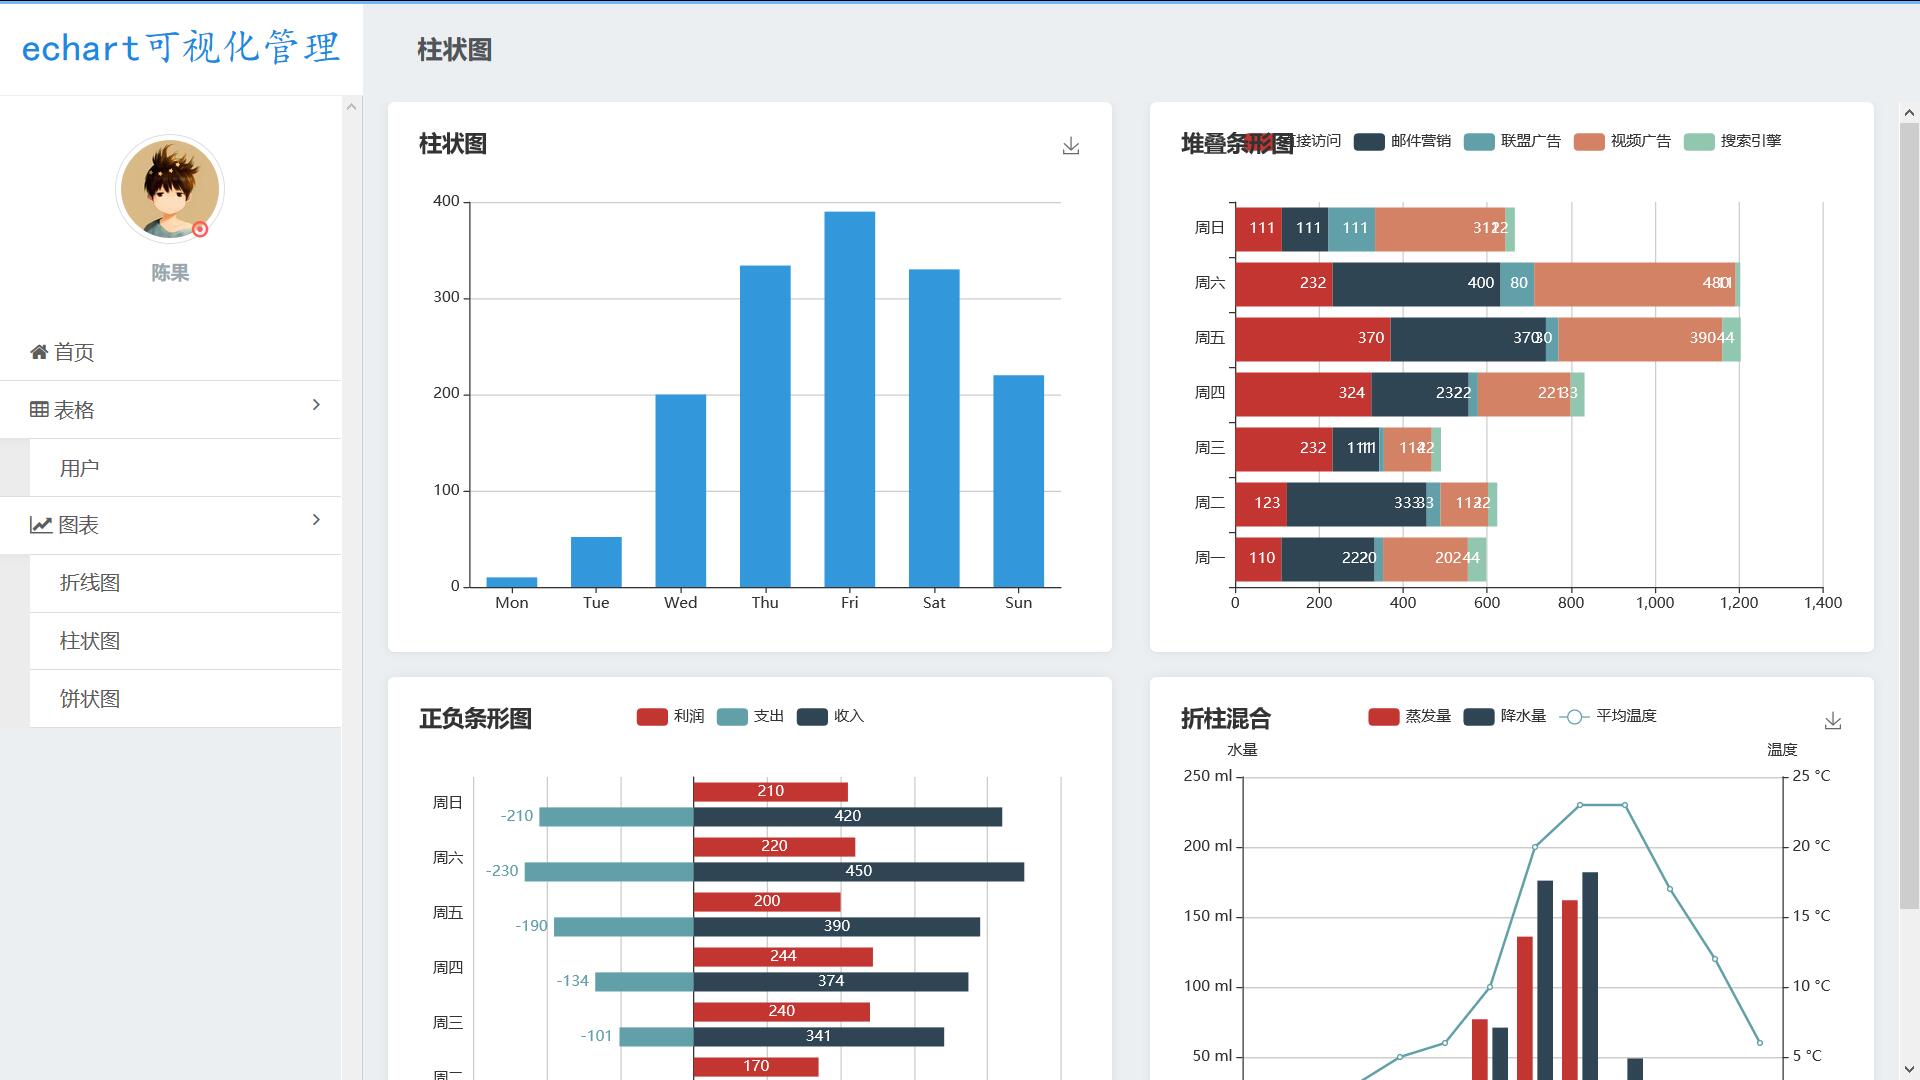 echart可视化管理
柱状图
陈果
首页
表格
用户
图表
折线图
柱状图
饼状图
柱状图
400
300
200
100
0
Mon Tue Wed Thu Fri Sat Sun
堆叠条形图 直接访问 邮件营销 联盟广告 视频广告 搜索引擎
周日 111 111 111 311 22
周六 232 400 80 480 11
周五 370 370 30 390 44
周四 324 232 22 221 33
周三 232 111 11 114 22
周二 123 333 33 113 22
周一 110 222 20 202 44
0 200 400 600 800 1,000 1,200 1,400
正负条形图 利润 支出 收入
210
周日
-210 420
220
周六
-230 450
200
周五
-190 390
244
周四
-134 374
240
周三
-101 341
170
折柱混合 蒸发量 降水量 平均温度
水量 温度
250 ml 25 °C
200 ml 20 °C
150 ml 15 °C
100 ml 10 °C
50 ml 5 °C